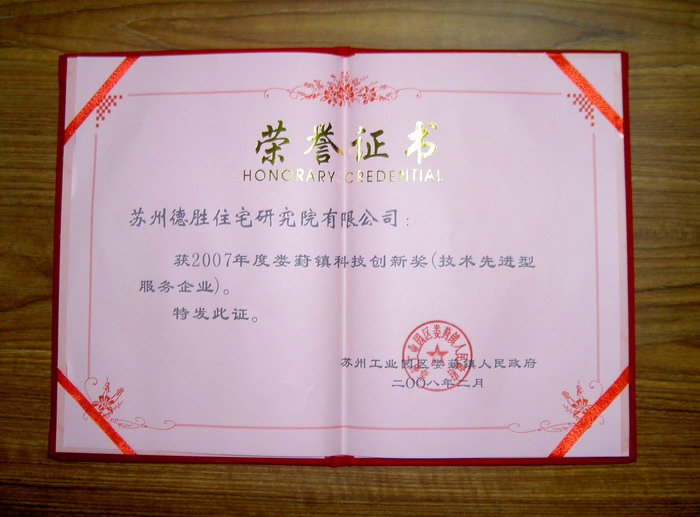 荣誉证书
HONORARY CREDENTIAL
苏州德胜住宅研究院有限公司：
获2007年度娄葑镇科技创新奖(技术先进型
服务企业)。
特发此证。
苏州工业园区娄葑镇人民政府
二〇〇八年二月